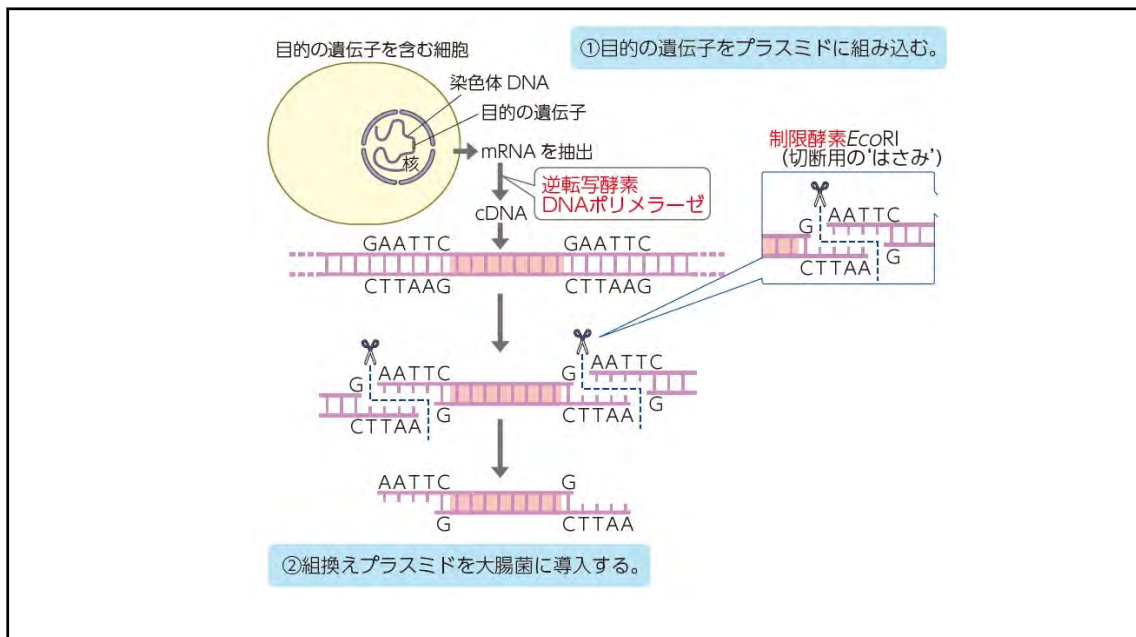 ①目的の遺伝子をプラスミドに組み込む。
目的の遺伝子を含む細胞
染色体 DNA
目的の遺伝子
核
mRNA を抽出
逆転写酵素
DNAポリメラーゼ
cDNA
制限酵素EcoRI
(切断用の‘はさみ’)
G AATTC
CTTAA G
GAATTC GAATTC
CTTAAG CTTAAG
G AATTC G AATTC
CTTAA G CTTAA G
AATTC G
G CTTAA
②組換えプラスミドを大腸菌に導入する。